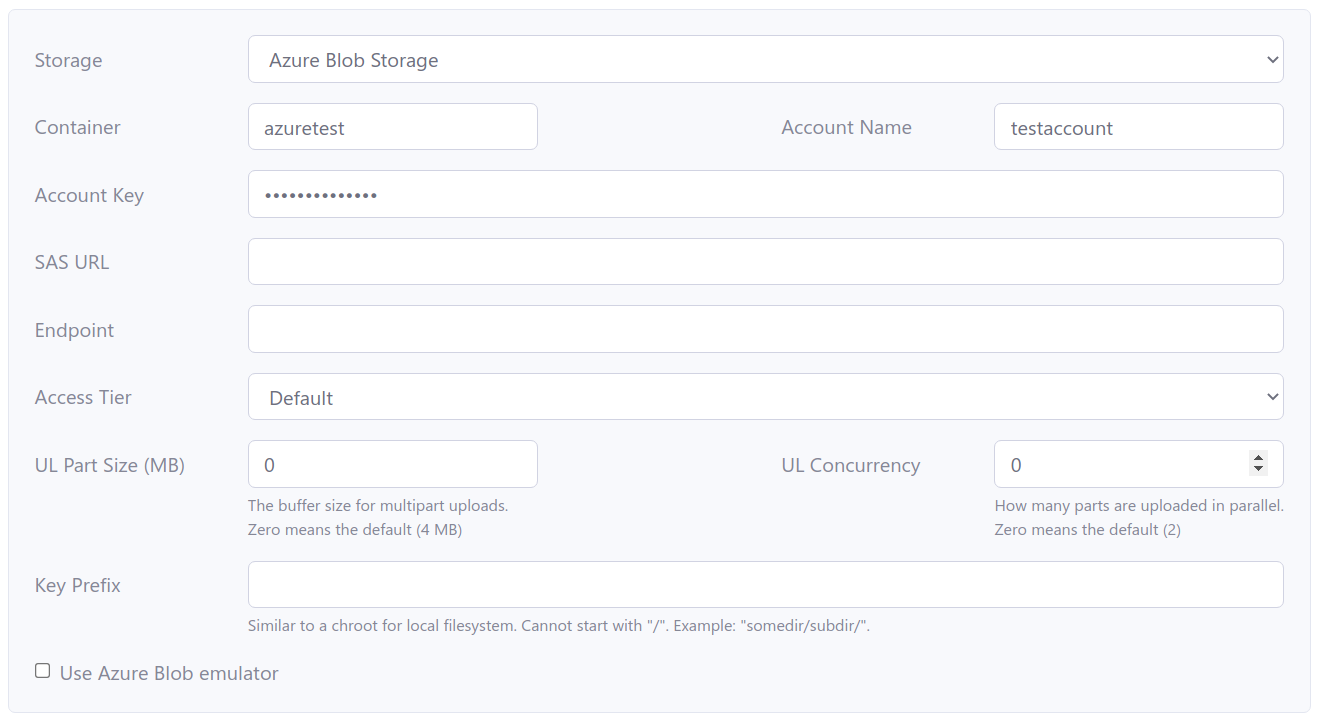 Storage
Azure Blob Storage
Container
azuretest
Account Name
testaccount
Account Key
••••••••••••••
SAS URL
Endpoint
Access Tier
Default
UL Part Size (MB)
0
The buffer size for multipart uploads.
Zero means the default (4 MB)
UL Concurrency
0
How many parts are uploaded in parallel.
Zero means the default (2)
Key Prefix
Similar to a chroot for local filesystem. Cannot start with "/". Example: "somedir/subdir/".
Use Azure Blob emulator